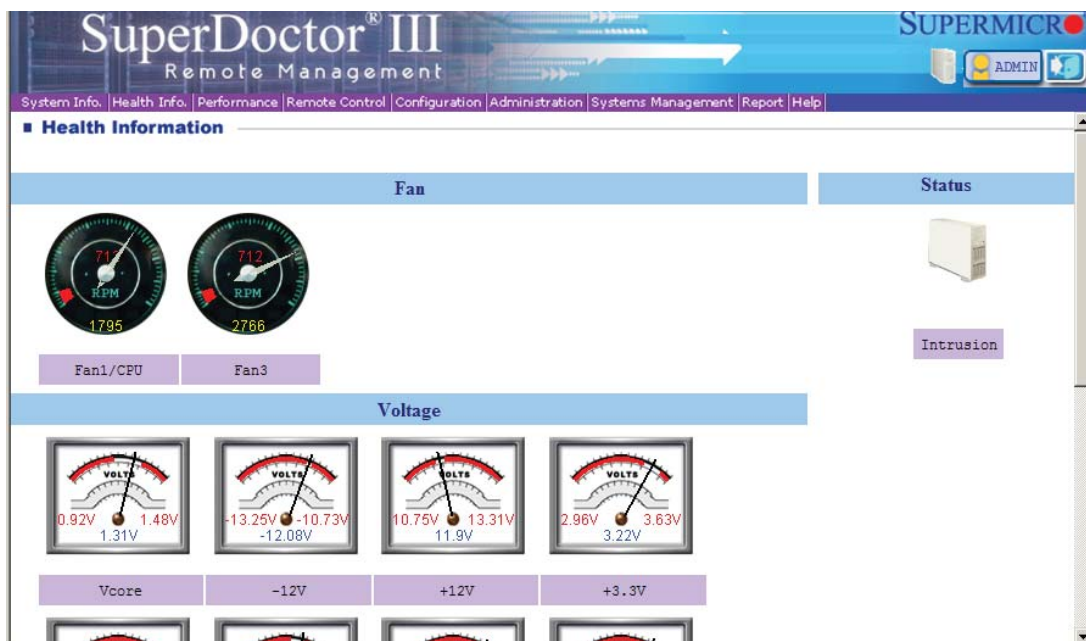 SuperDoctor® III
Remote Management
SUPERMICRO
ADMIN
System Info. Health Info. Performance Remote Control Configuration Administration Systems Management Report Help
Health Information
Fan
Status
712
RPM
RPM
1795
2766
Fan1/CPU
Fan3
Intrusion
Voltage
VOLTS
VOLTS
VOLTS
VOLTS
0.92V
1.48V
1.31V
-13.25V
-10.73V
-12.08V
10.75V
13.31V
11.9V
2.96V
3.63V
3.22V
Vcore
-12V
+12V
+3.3V